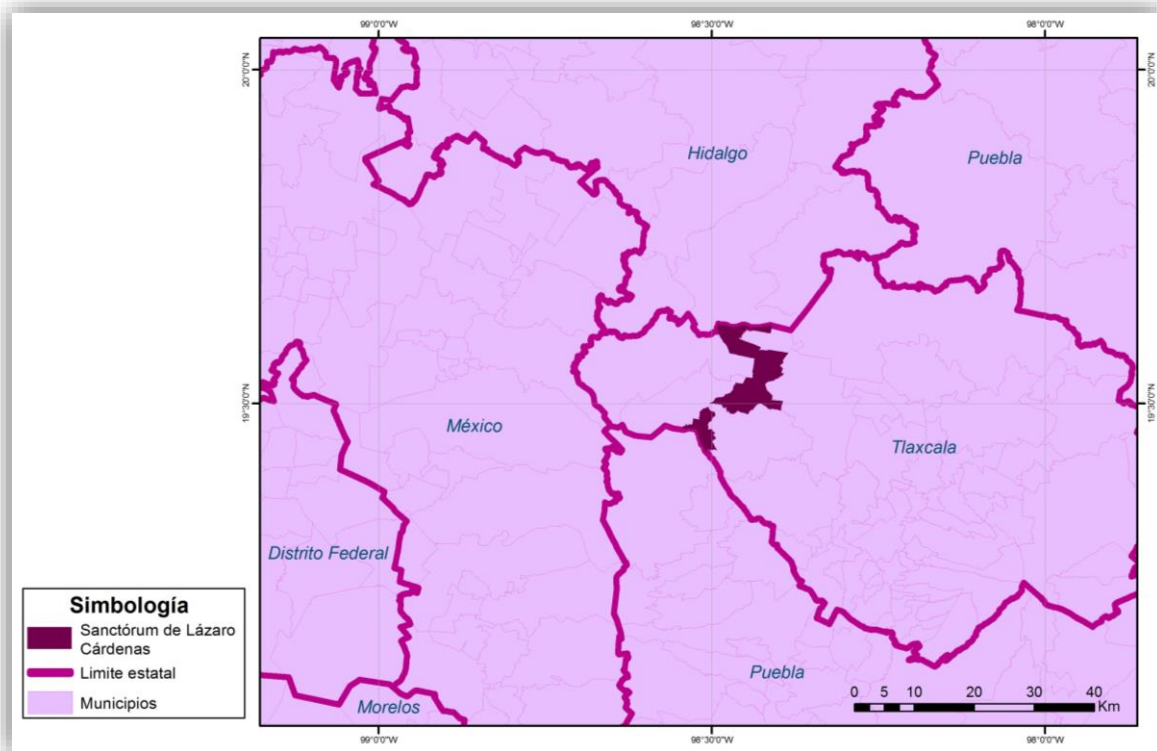 99°0'0"W 98°30'0"W 98°0'0"W
20°0'0"N 20°0'0"N
Hidalgo
Puebla
19°30'0"N 19°30'0"N
México
Tlaxcala
Distrito Federal
Simbología
Sanctórum de Lázaro
Cárdenas
Limite estatal
Municipios
Puebla
Morelos
0 5 10 20 30 40
Km
99°0'0"W 98°30'0"W 98°0'0"W